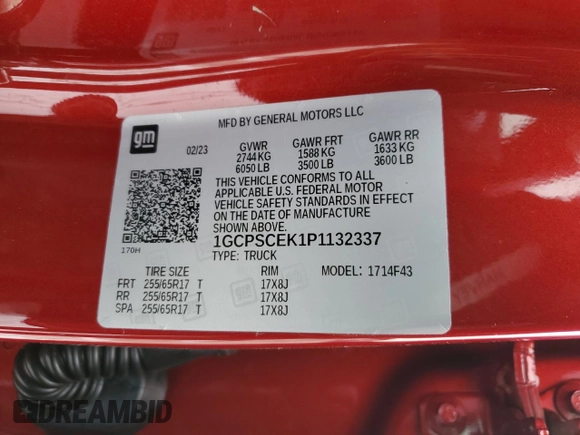 gm
MFD BY GENERAL MOTORS LLC
02/23
GVWR GAWR FRT GAWR RR
2744 KG 1588 KG 1633 KG
6050 LB 3500 LB 3600 LB
THIS VEHICLE CONFORMS TO ALL
APPLICABLE U.S. FEDERAL MOTOR
VEHICLE SAFETY STANDARDS IN EFFECT
ON THE DATE OF MANUFACTURE
SHOWN ABOVE.
170H
1GCPSCEK1P1132337
TYPE: TRUCK
TIRE SIZE RIM MODEL: 1714F43
FRT 255/65R17 T 17X8J
RR 255/65R17 T 17X8J
SPA 255/65R17 T 17X8J
DREAMBID